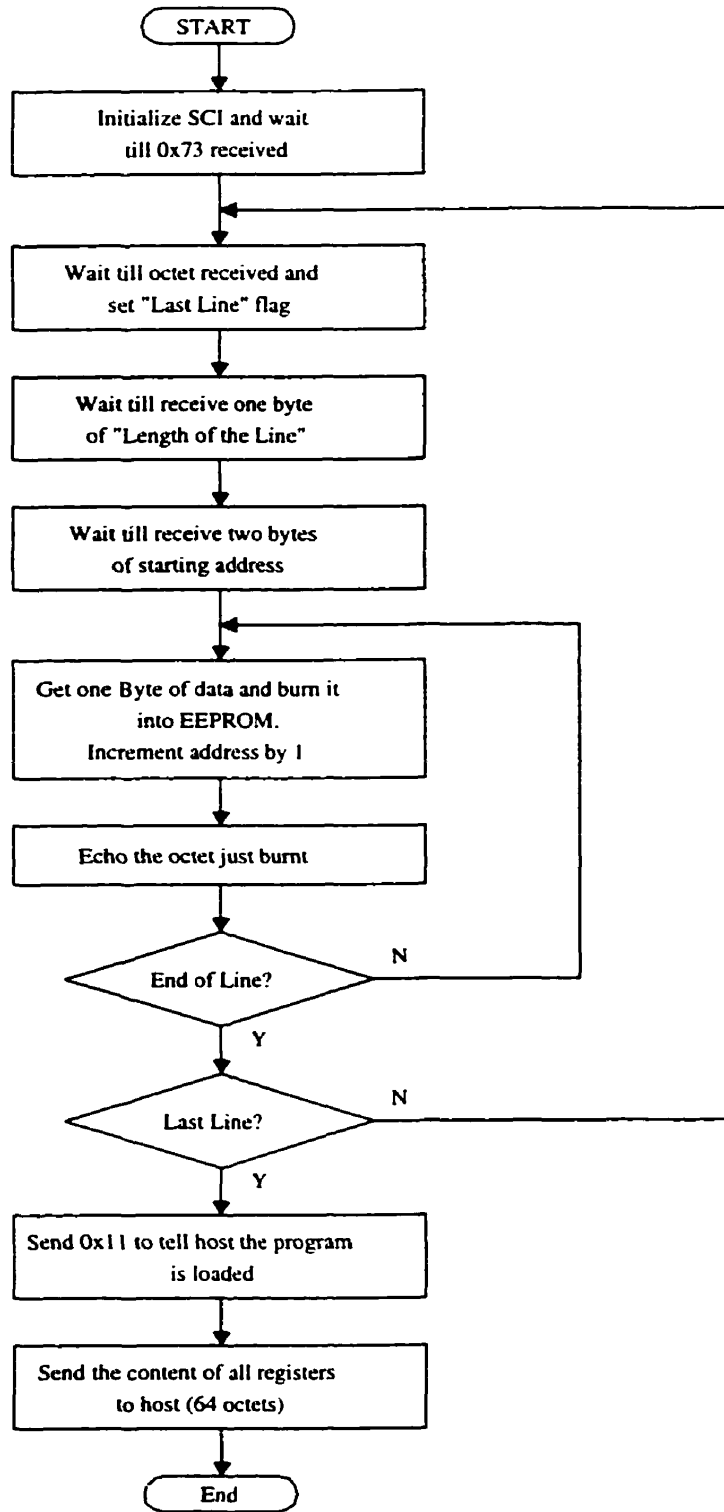 START
Initialize SCI and wait
till 0x73 received
Wait till octet received and
set "Last Line" flag
Wait till receive one byte
of "Length of the Line"
Wait till receive two bytes
of starting address
Get one Byte of data and burn it
into EEPROM.
Increment address by 1
Echo the octet just burnt
End of Line?
N
Y
Last Line?
N
Y
Send 0x11 to tell host the program
is loaded
Send the content of all registers
to host (64 octets)
End